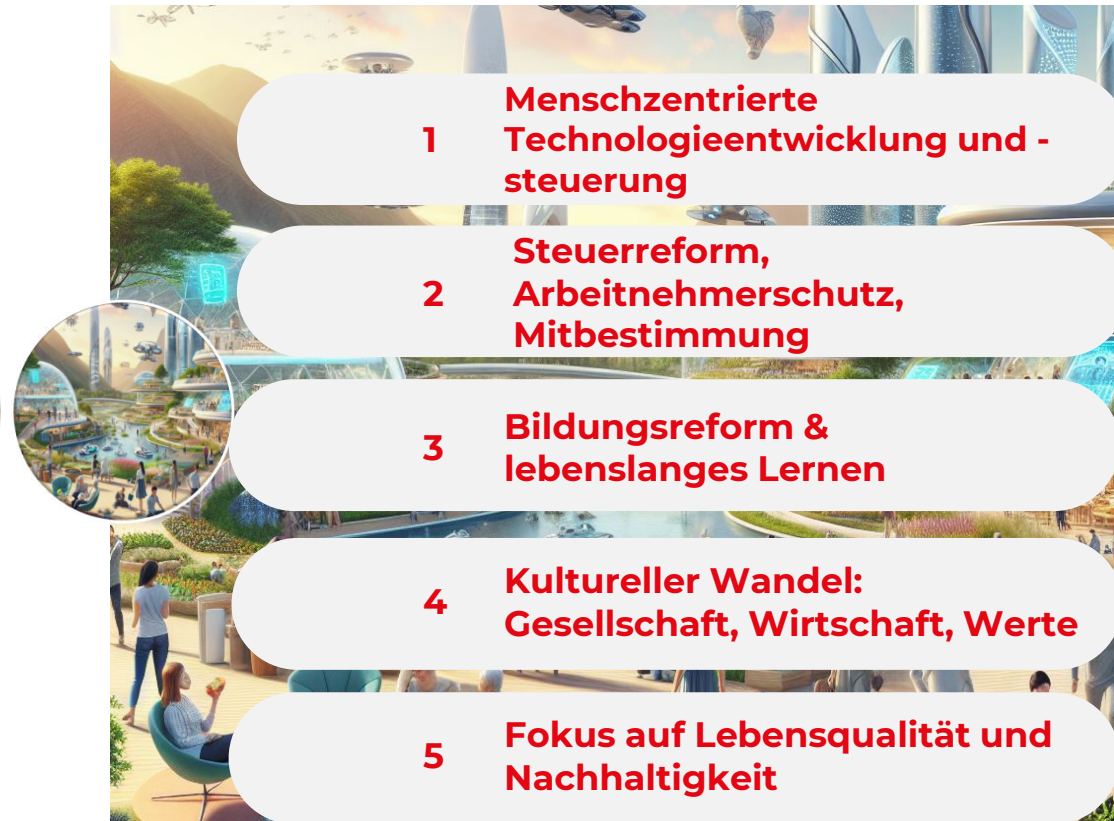 1
Menschzentrierte
Technologieentwicklung und -
steuerung
2
Steuerreform,
Arbeitnehmerschutz,
Mitbestimmung
3
Bildungsreform &
lebenslanges Lernen
4
Kultureller Wandel:
Gesellschaft, Wirtschaft, Werte
5
Fokus auf Lebensqualität und
Nachhaltigkeit